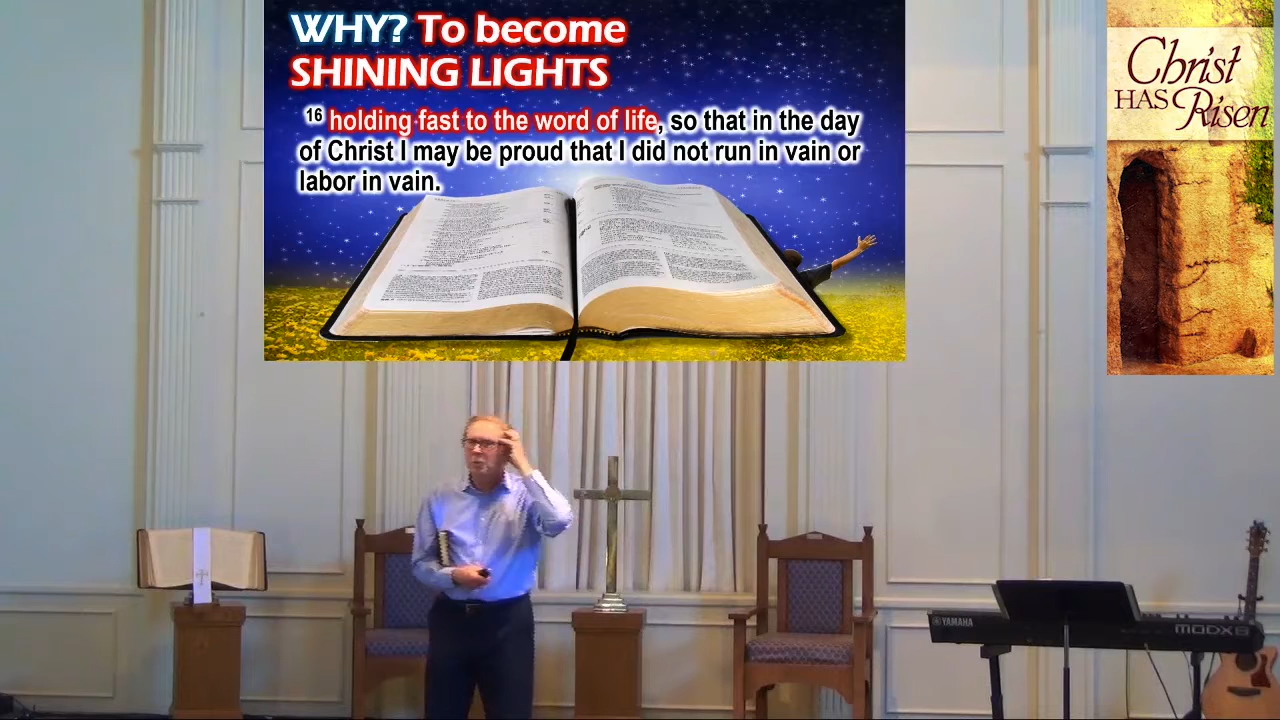 WHY? To become
SHINING LIGHTS
16 holding fast to the word of life, so that in the day
of Christ I may be proud that I did not run in vain or
labor in vain.
Christ
HAS Risen
YAMAHA
MODX8